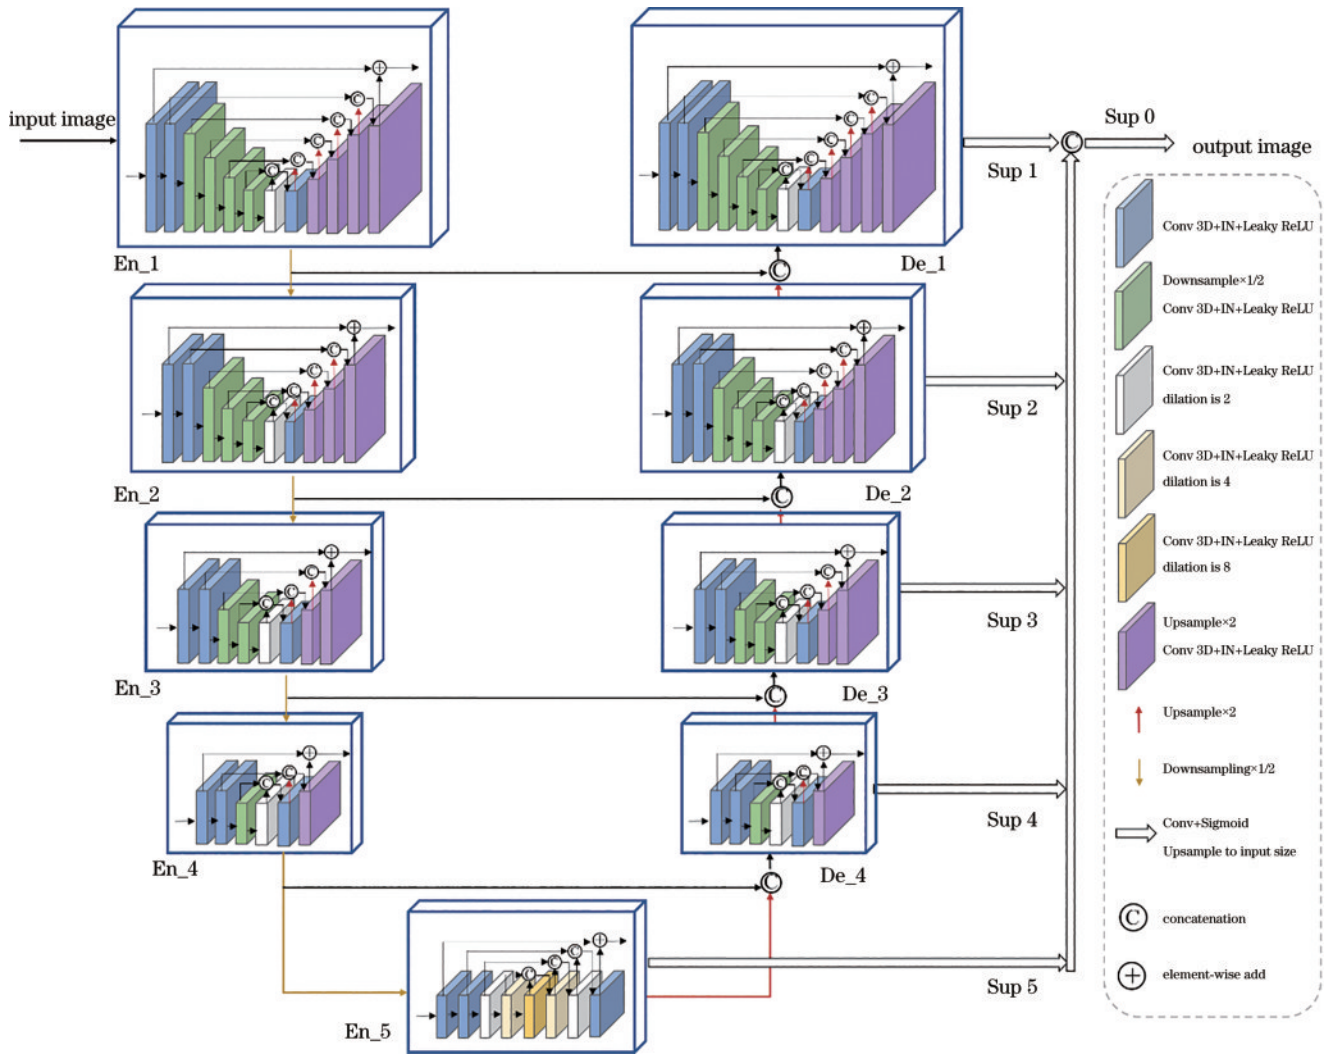 input image
En_1
De_1
Sup 1
Sup 0
output image
En_2
De_2
Sup 2
En_3
De_3
Sup 3
En_4
De_4
Sup 4
En_5
Sup 5
Conv 3D+IN+Leaky ReLU
Downsample×1/2
Conv 3D+IN+Leaky ReLU
Conv 3D+IN+Leaky ReLU
dilation is 2
Conv 3D+IN+Leaky ReLU
dilation is 4
Conv 3D+IN+Leaky ReLU
dilation is 8
Upsample×2
Conv 3D+IN+Leaky ReLU
Upsample×2
Downsampling×1/2
Conv+Sigmoid
Upsample to input size
C
concatenation
element-wise add